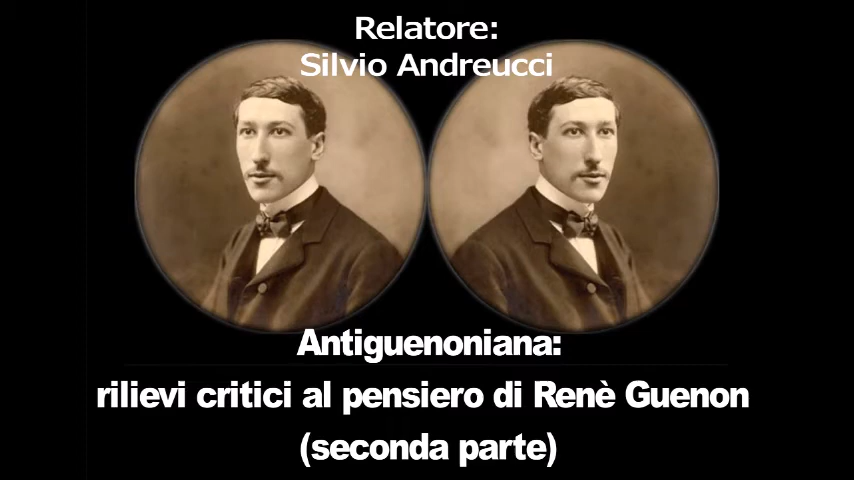 Relatore:
Silvio Andreucci
Antiguenoniana:
rilievi critici al pensiero di Renè Guenon
(seconda parte)